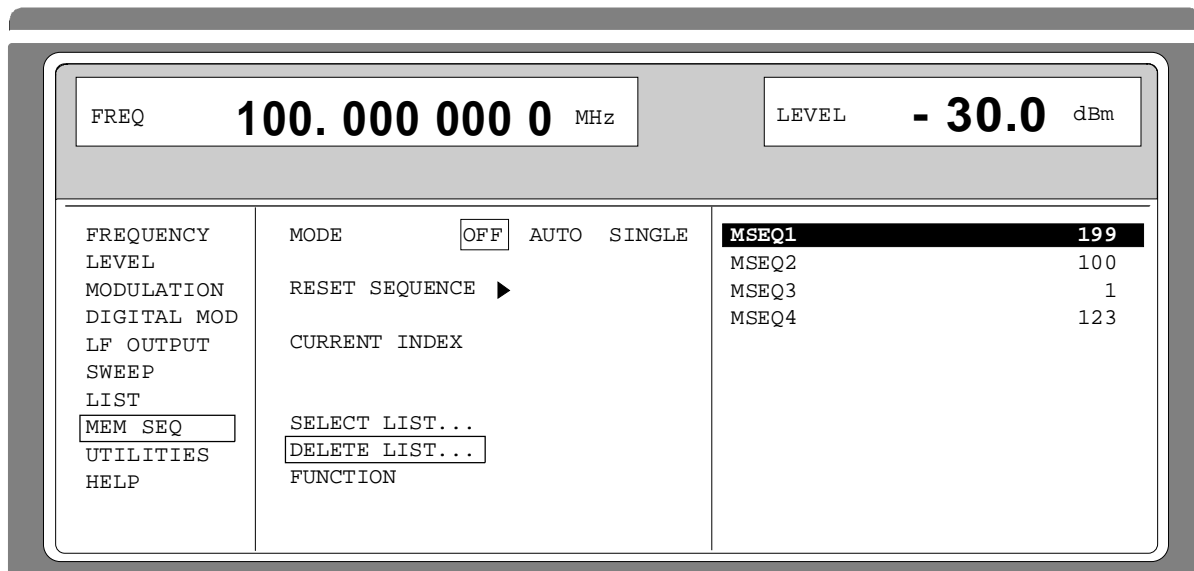 FREQ 100. 000 000 0 MHz
LEVEL - 30.0 dBm
FREQUENCY
LEVEL
MODULATION
DIGITAL MOD
LF OUTPUT
SWEEP
LIST
MEM SEQ
UTILITIES
HELP
MODE OFF AUTO SINGLE
RESET SEQUENCE
CURRENT INDEX
SELECT LIST...
DELETE LIST...
FUNCTION
MSEQ1 199
MSEQ2 100
MSEQ3 1
MSEQ4 123